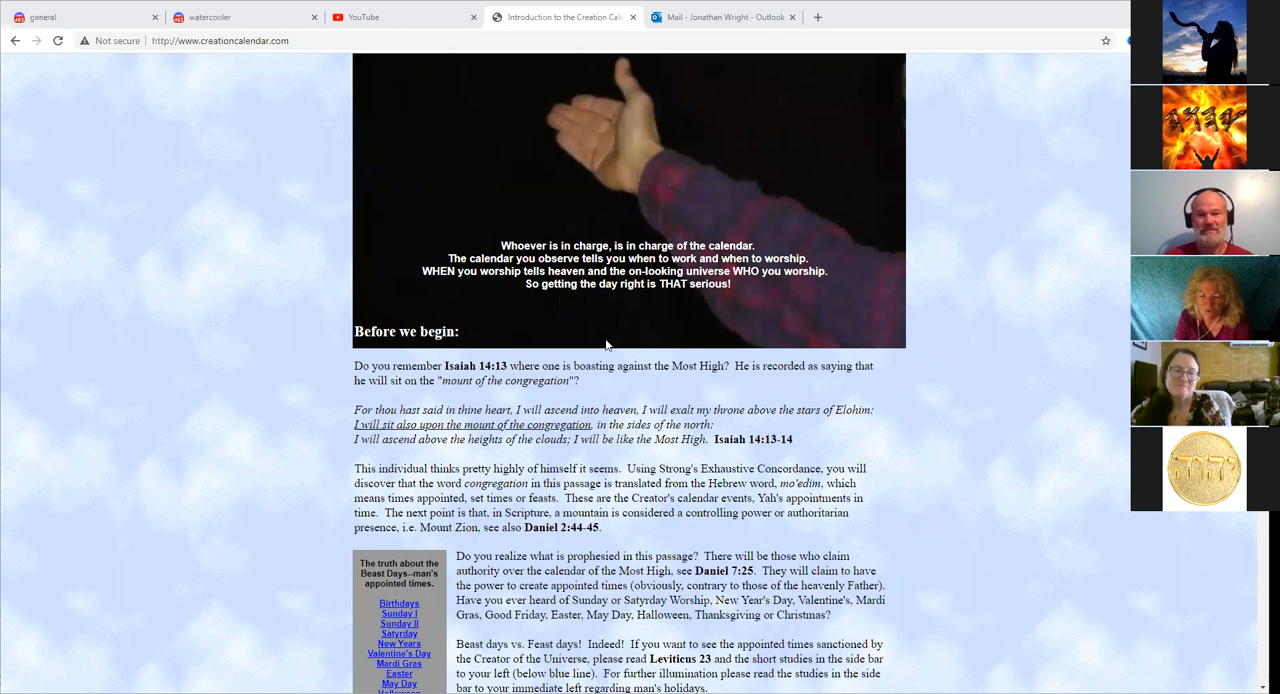 general
watercooler
YouTube
Introduction to the Creation Cal
Mail - Jonathan Wright - Outlook
Not secure
http://www.creationcalendar.com
Whoever is in charge, is in charge of the calendar.
The calendar you observe tells you when to work and when to worship.
WHEN you worship tells heaven and the on-looking universe WHO you worship.
So getting the day right is THAT serious!
Before we begin:
Do you remember Isaiah 14:13 where one is boasting against the Most High? He is recorded as saying that
he will sit on the "mount of the congregation"?
For thou hast said in thine heart, I will ascend into heaven, I will exalt my throne above the stars of Elohim:
I will sit also upon the mount of the congregation, in the sides of the north:
I will ascend above the heights of the clouds; I will be like the Most High. Isaiah 14:13-14
This individual thinks pretty highly of himself it seems. Using Strong's Exhaustive Concordance, you will
discover that the word congregation in this passage is translated from the Hebrew word, mo'edim, which
means times appointed, set times or feasts. These are the Creator's calendar events, Yah's appointments in
time. The next point is that, in Scripture, a mountain is considered a controlling power or authoritarian
presence, i.e. Mount Zion, see also Daniel 2:44-45.
The truth about the
Beast Days--man's
appointed times.
Birthdays
Sunday I
Sunday II
Satyrday
New Years
Valentine's Day
Mardi Gras
Easter
May Day
Halloween
Do you realize what is prophesied in this passage? There will be those who claim
authority over the calendar of the Most High, see Daniel 7:25. They will claim to have
the power to create appointed times (obviously, contrary to those of the heavenly Father).
Have you ever heard of Sunday or Satyrday Worship, New Year's Day, Valentine's, Mardi
Gras, Good Friday, Easter, May Day, Halloween, Thanksgiving or Christmas?
Beast days vs. Feast days! Indeed! If you want to see the appointed times sanctioned by
the Creator of the Universe, please read Leviticus 23 and the short studies in the side bar
to your left (below blue line). For further illumination please read the studies in the side
bar to your immediate left regarding man's holidays.
יהוה